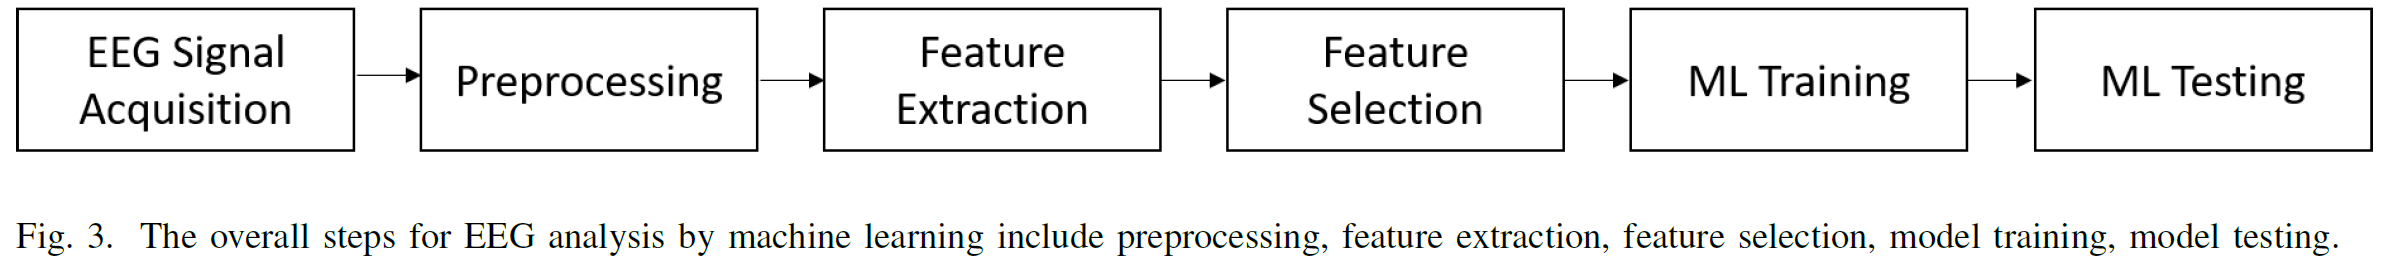 EEG Signal
Acquisition
Preprocessing
Feature
Extraction
Feature
Selection
ML Training
ML Testing
Fig. 3. The overall steps for EEG analysis by machine learning include preprocessing, feature extraction, feature selection, model training, model testing.